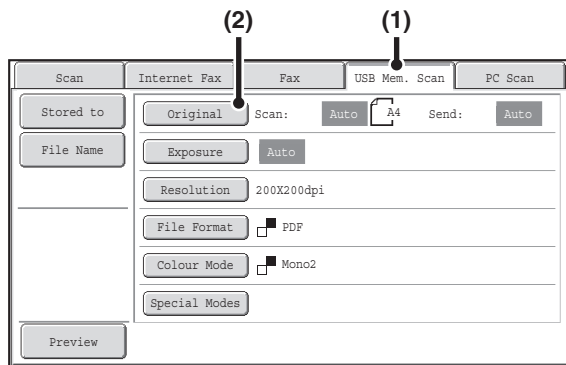 (2) (1)
Scan Internet Fax Fax USB Mem. Scan PC Scan
Stored to
File Name
Preview
Original Scan: Auto A4 Send: Auto
Exposure Auto
Resolution 200X200dpi
File Format PDF
Colour Mode Mono2
Special Modes